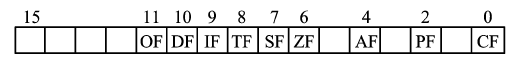 15 11 10 9 8 7 6 4 2 0
OF DF IF TF SF ZF AF PF CF